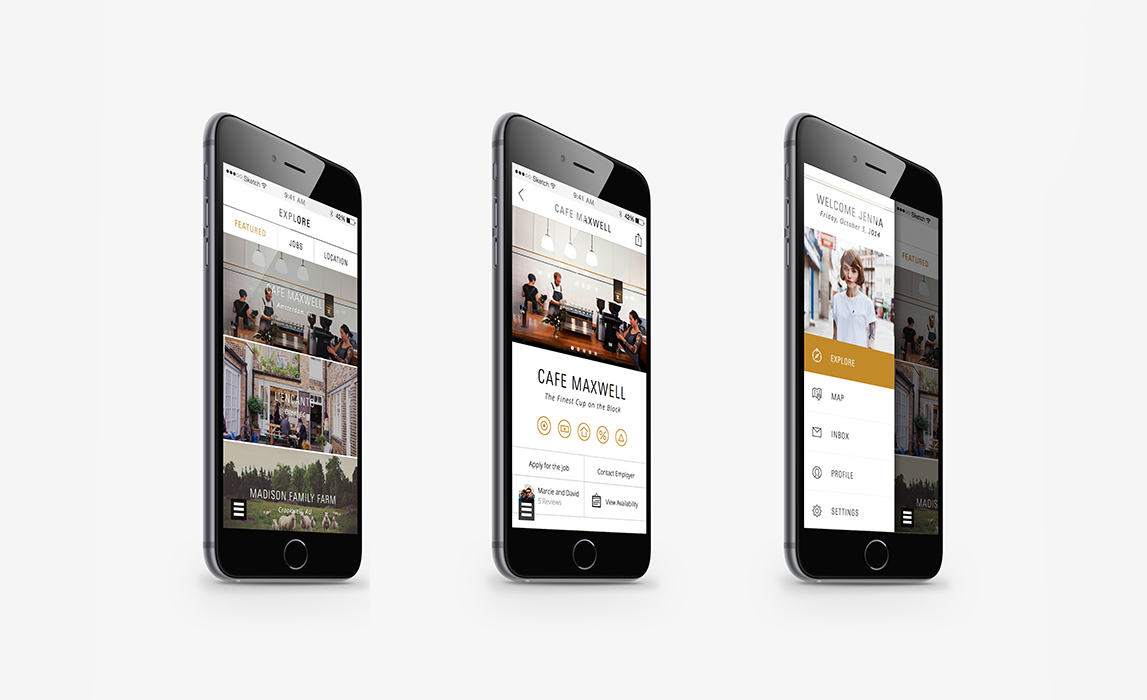 Sketch
9:41 AM
42%
EXPLORE
FEATURED
JOBS
LOCATION
CAFE MAXWELL
Amsterdam,
L'ENCANTO
MADISON FAMILY FARM
Crookwell, AU
Sketch
9:41 AM
42%
CAFE MAXWELL
CAFE MAXWELL
The Finest Cup on the Block
Apply for the Job
Contact Employer
Marcie and David
5 Reviews
View Availability
WELCOME JENNA
Friday, October 3, 2014
EXPLORE
MAP
INBOX
PROFILE
SETTINGS
Sketch
FEATURED
MADIS